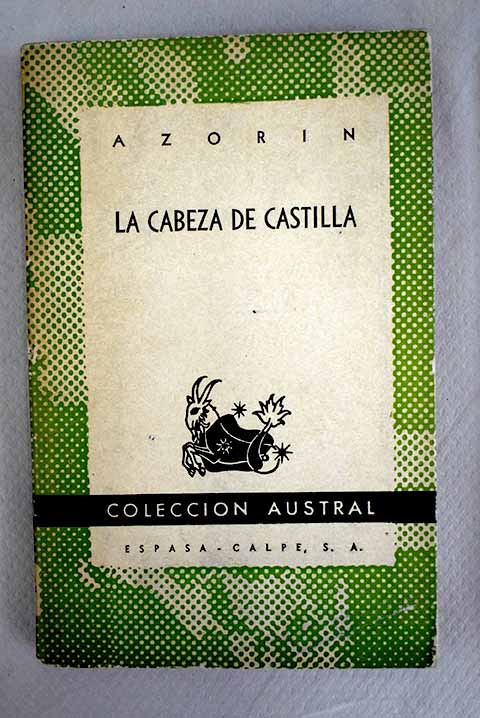 AZORIN
LA CABEZA DE CASTILLA
COLECCION AUSTRAL
ESPASA-CALPE, S. A.